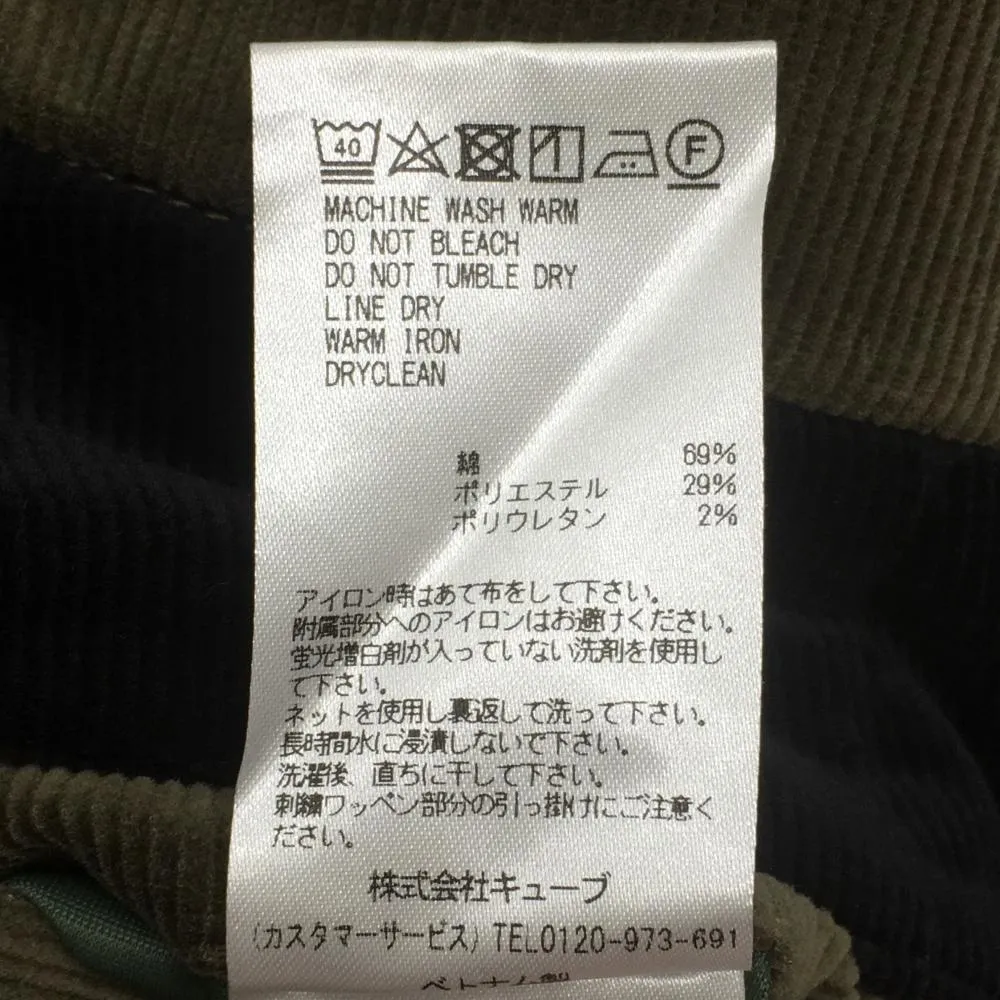 40 F
MACHINE WASH WARM
DO NOT BLEACH
DO NOT TUMBLE DRY
LINE DRY
WARM IRON
DRYCLEAN
綿 69%
ポリエステル 29%
ポリウレタン 2%
アイロン時はあて布をして下さい。
附属部分へのアイロンはお避けください。
蛍光増白剤が入っていない洗剤を使用し
て下さい。
ネットを使用し裏返して洗って下さい。
長時間水に浸漬しないで下さい。
洗濯後、直ちに干して下さい。
刺繍ワッペン部分の引っ掛けにご注意く
ださい。
株式会社キューブ
(カスタマーサービス) TEL0120-973-691
ベトナム製